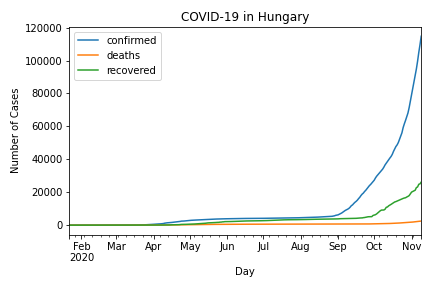 COVID-19 in Hungary
confirmed
deaths
recovered
Number of Cases
120000
100000
80000
60000
40000
20000
0
Feb Mar Apr May Jun Jul Aug Sep Oct Nov
2020
Day